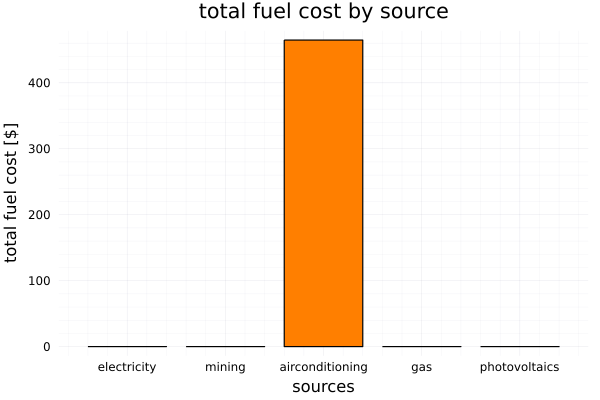 total fuel cost by source
total fuel cost [$]
400
300
200
100
0
electricity mining airconditioning gas photovoltaics
sources